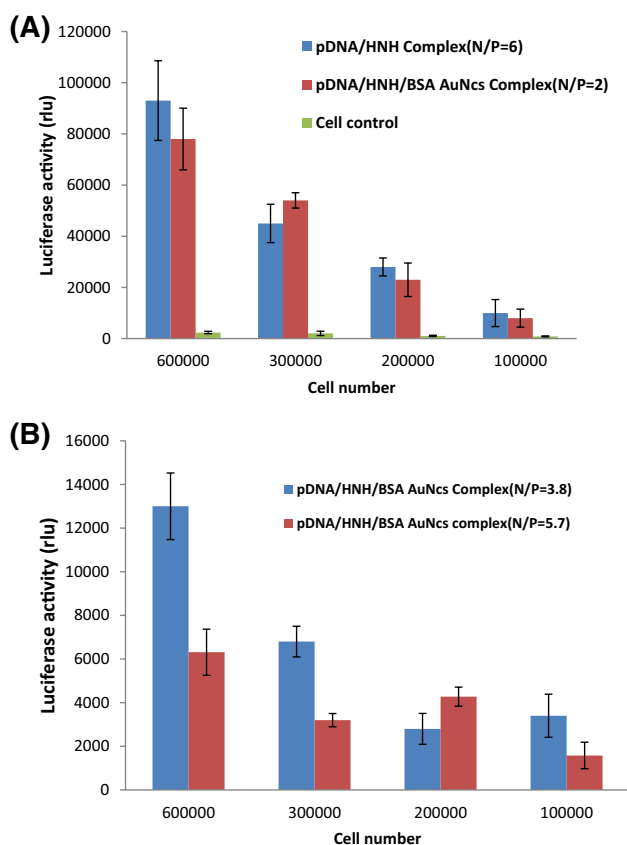 (A)
120000
100000
80000
60000
40000
20000
0
Luciferase activity (rlu)
pDNA/HNH Complex(N/P=6)
pDNA/HNH/BSA AuNcs Complex(N/P=2)
Cell control
600000 300000 200000 100000
Cell number
(B)
16000
14000
12000
10000
8000
6000
4000
2000
0
Luciferase activity (rlu)
pDNA/HNH/BSA AuNcs Complex(N/P=3.8)
pDNA/HNH/BSA AuNcs complex(N/P=5.7)
600000 300000 200000 100000
Cell number